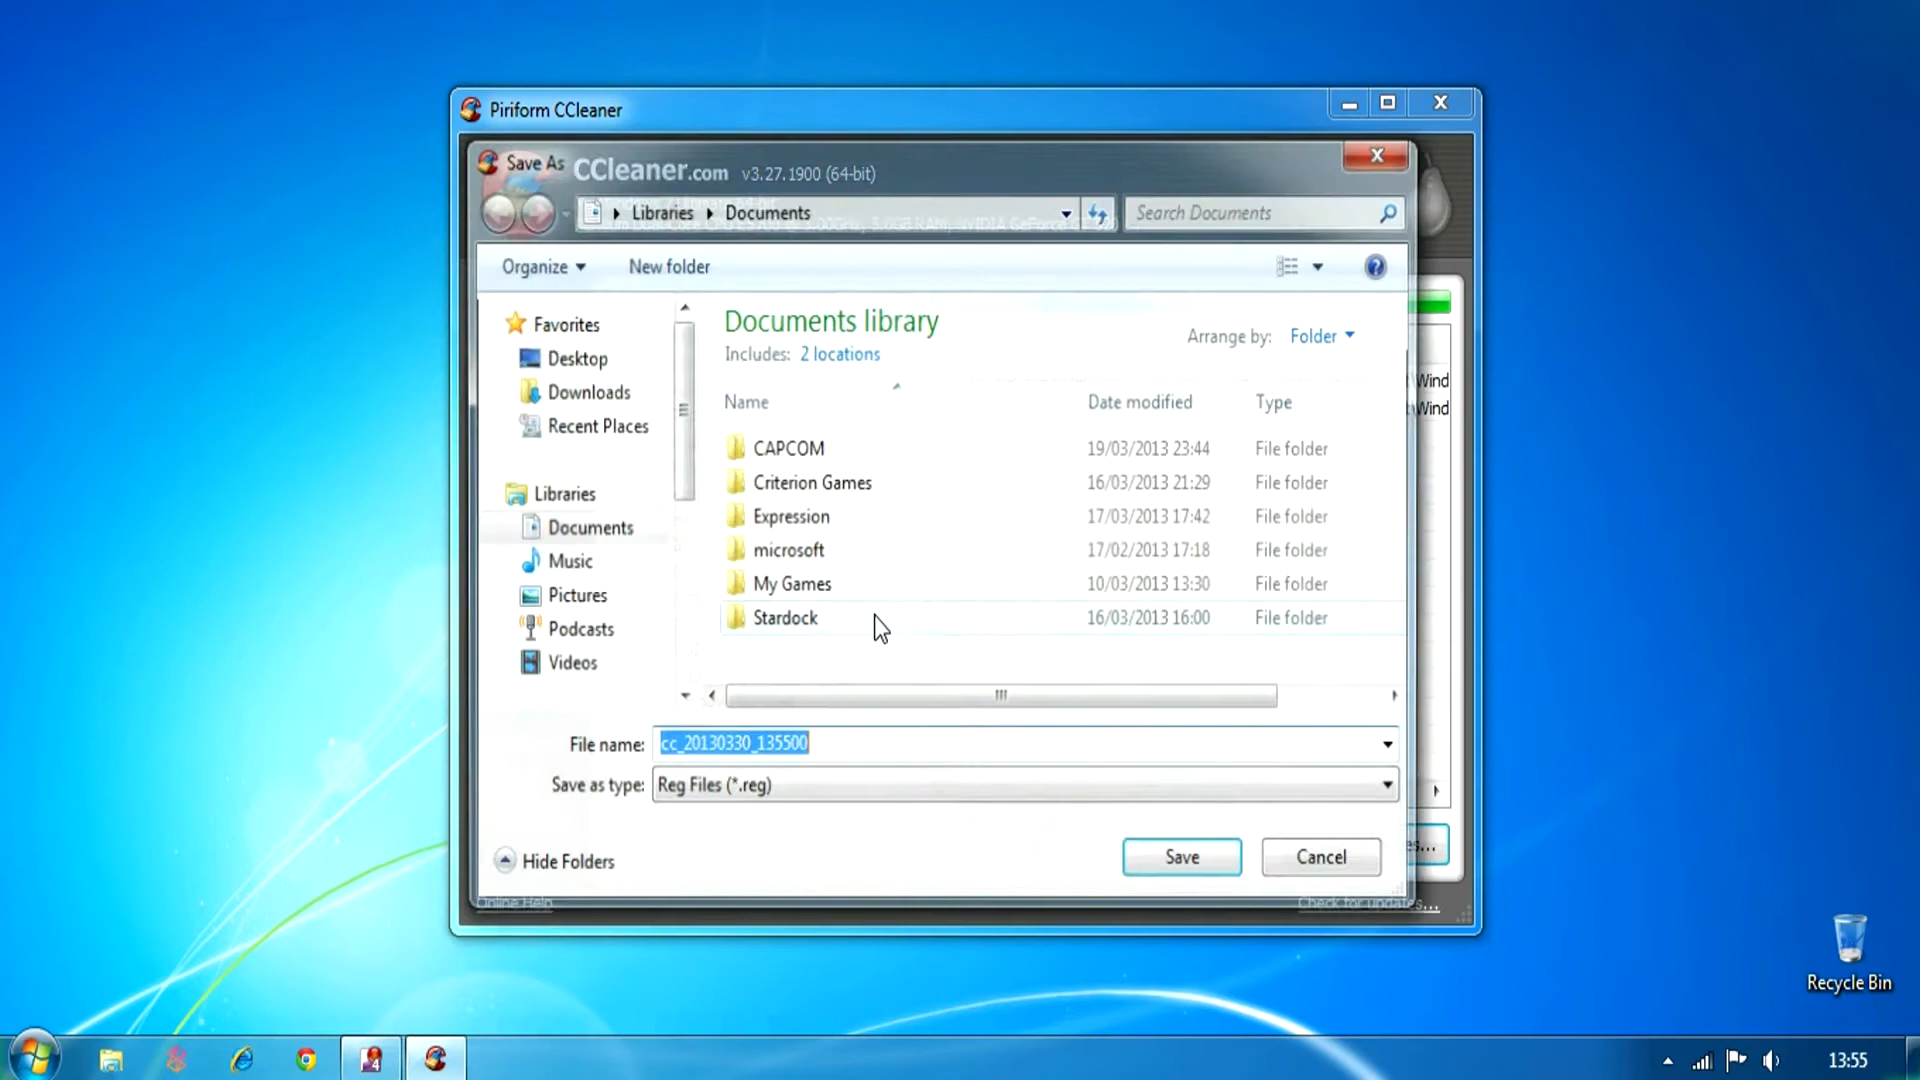 Piriform CCleaner
Save As
CCleaner.com v3.27.1900 (64-bit)
Libraries Documents
Search Documents
Organize
New folder
Favorites
Desktop
Downloads
Recent Places
Libraries
Documents
Music
Pictures
Podcasts
Videos
Documents library
Includes: 2 locations
Arrange by: Folder
Name Date modified Type
CAPCOM 19/03/2013 23:44 File folder
Criterion Games 16/03/2013 21:29 File folder
Expression 17/03/2013 17:42 File folder
microsoft 17/02/2013 17:18 File folder
My Games 10/03/2013 13:30 File folder
Stardock 16/03/2013 16:00 File folder
Wind
Wind
File name: cc_20130330_135500
Save as type: Reg Files (*.reg)
Hide Folders
Save
Cancel
es...
Online Help
Check for updates...
Recycle Bin
4
13:55